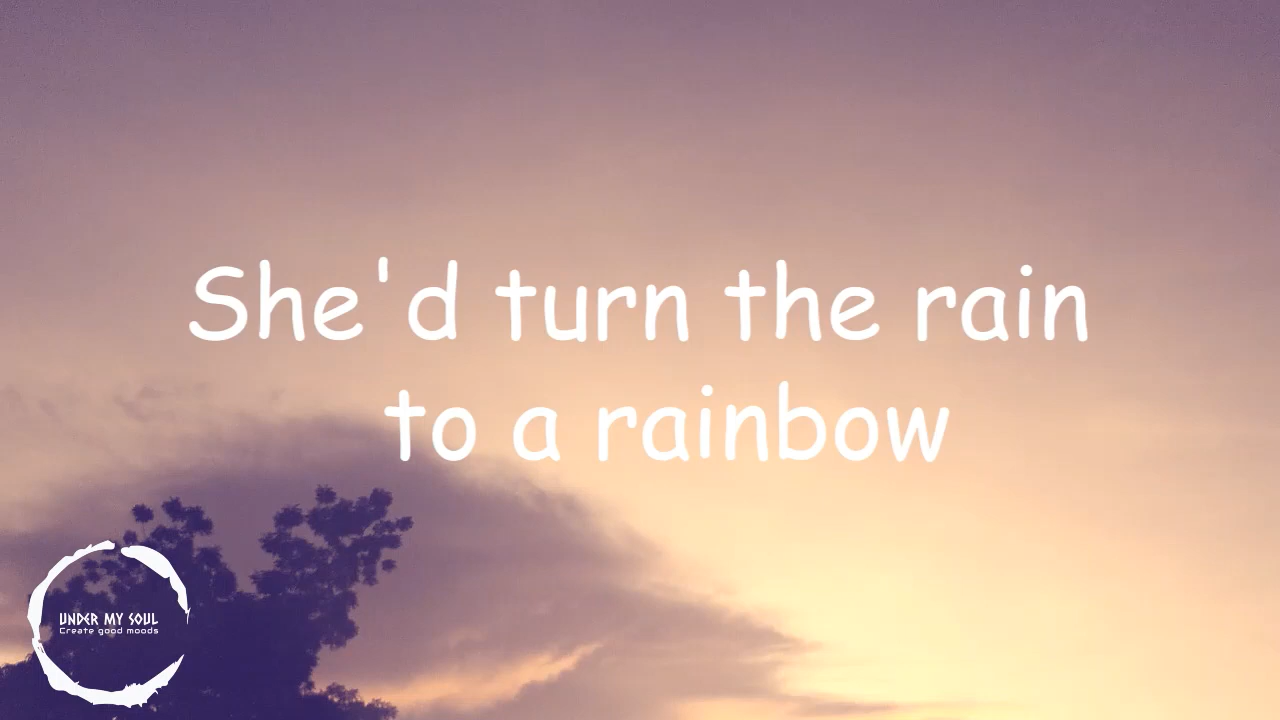 She'd turn the rain
to a rainbow
UNDER MY SOUL
Create good moods